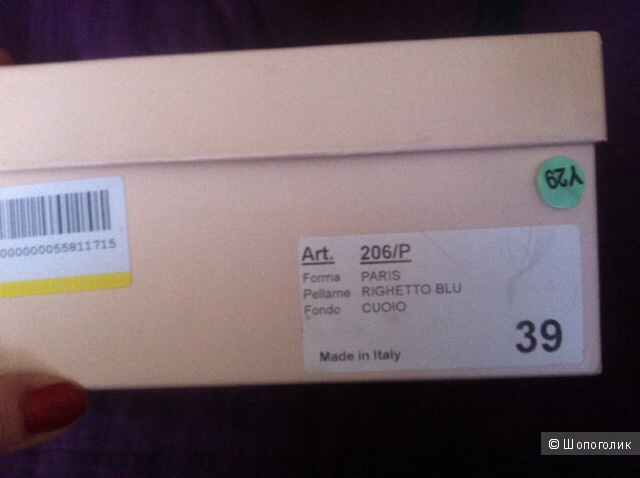 Y29
000000055811715
Art. 206/P
Forma PARIS
Pellame RIGHETTO BLU
Fondo CUOIO
39
Made in Italy
© Шопоголик